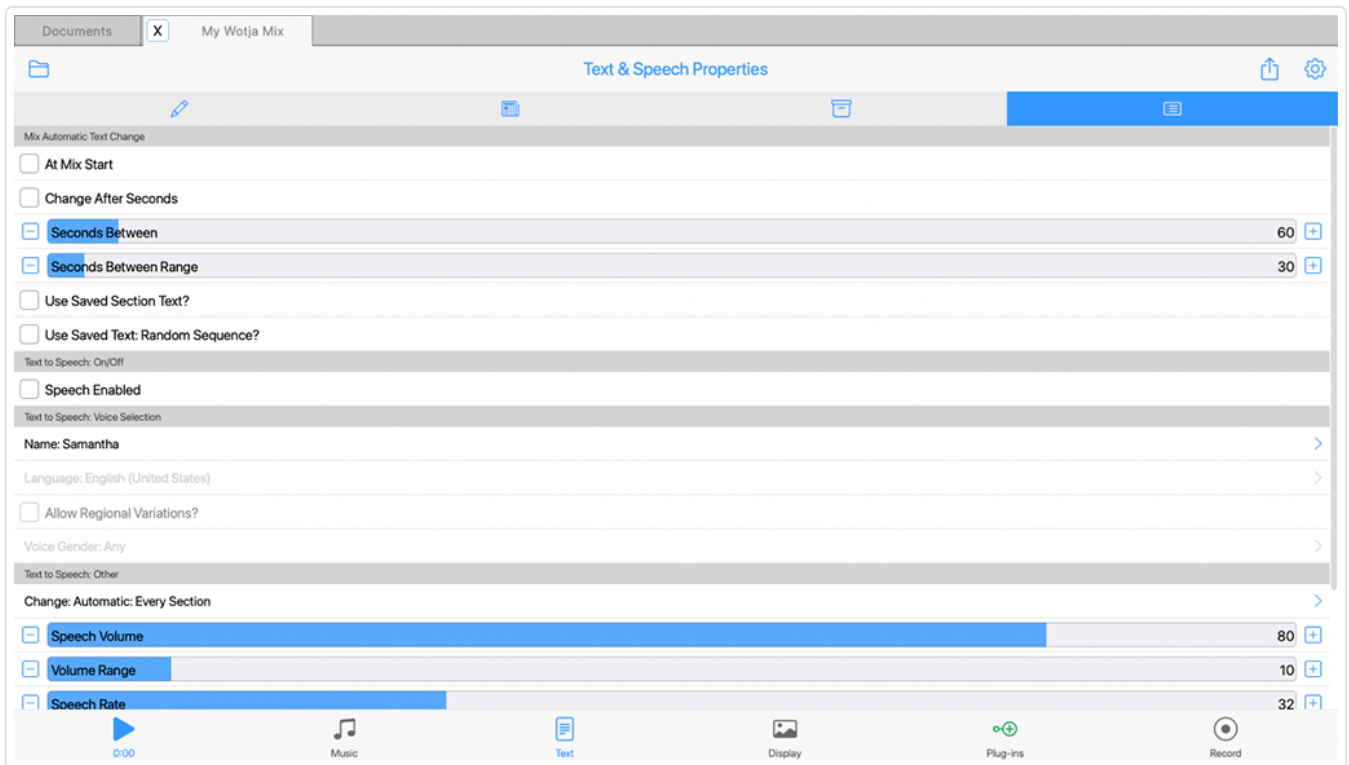 Documents X My Wotja Mix
Text & Speech Properties
Mix Automatic Text Change
At Mix Start
Change After Seconds
Seconds Between 60
Seconds Between Range 30
Use Saved Section Text?
Use Saved Text: Random Sequence?
Text to Speech: On/Off
Speech Enabled
Text to Speech: Voice Selection
Name: Samantha
Language: English (United States)
Allow Regional Variations?
Voice Gender: Any
Text to Speech: Other
Change: Automatic: Every Section
Speech Volume 80
Volume Range 10
Speech Rate 32
0:00 Music Text Display Plug-ins Record